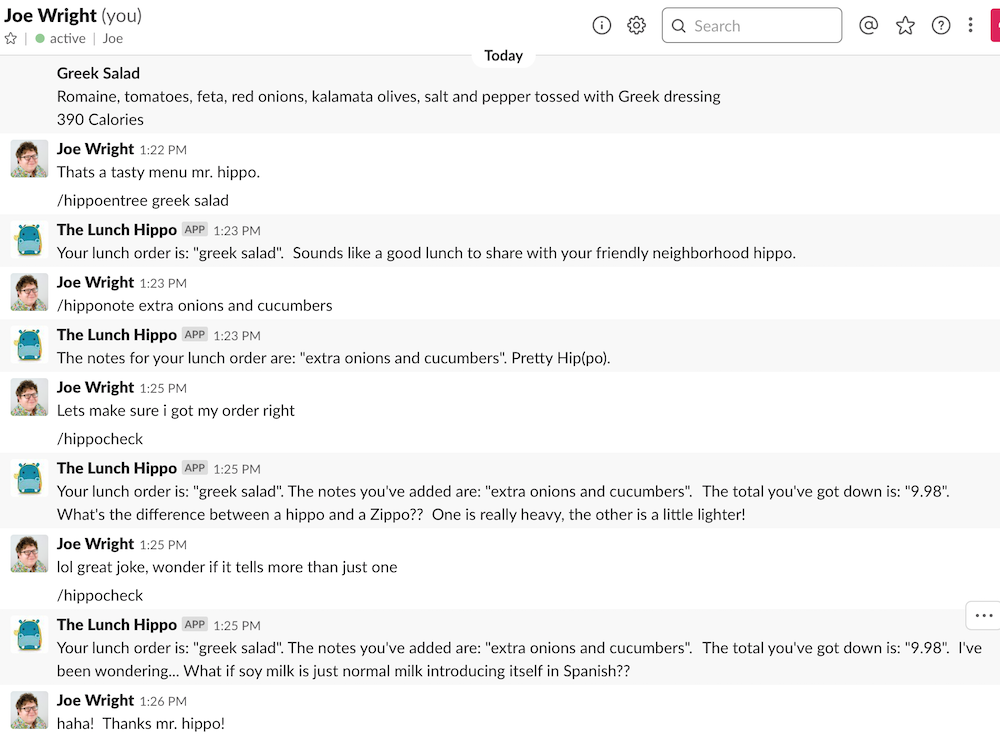 Joe Wright (you)
active | Joe
Search
Today
Greek Salad
Romaine, tomatoes, feta, red onions, kalamata olives, salt and pepper tossed with Greek dressing
390 Calories
Joe Wright 1:22 PM
Thats a tasty menu mr. hippo.
/hippoentree greek salad
The Lunch Hippo APP 1:23 PM
Your lunch order is: "greek salad".  Sounds like a good lunch to share with your friendly neighborhood hippo.
Joe Wright 1:23 PM
/hipponote extra onions and cucumbers
The Lunch Hippo APP 1:23 PM
The notes for your lunch order are: "extra onions and cucumbers". Pretty Hip(po).
Joe Wright 1:25 PM
Lets make sure i got my order right
/hippocheck
The Lunch Hippo APP 1:25 PM
Your lunch order is: "greek salad". The notes you've added are: "extra onions and cucumbers".  The total you've got down is: "9.98".
What's the difference between a hippo and a Zippo??  One is really heavy, the other is a little lighter!
Joe Wright 1:25 PM
lol great joke, wonder if it tells more than just one
/hippocheck
The Lunch Hippo APP 1:25 PM
Your lunch order is: "greek salad". The notes you've added are: "extra onions and cucumbers".  The total you've got down is: "9.98".  I've
been wondering... What if soy milk is just normal milk introducing itself in Spanish??
Joe Wright 1:26 PM
haha!  Thanks mr. hippo!